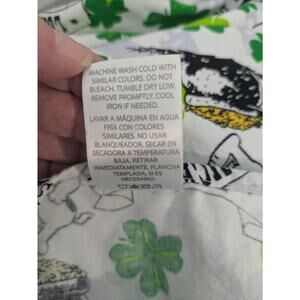 MACHINE WASH COLD WITH
SIMILAR COLORS. DO NOT
BLEACH. TUMBLE DRY LOW.
REMOVE PROMPTLY. COOL
IRON IF NEEDED.
LAVAR A MÁQUINA EN AGUA
FRÍA CON COLORES
SIMILARES. NO USAR
BLANQUEADOR. SECAR EN
SECADORA A TEMPERATURA
BAJA. RETIRAR
INMEDIATAMENTE. PLANCHA
TEMPLADA, SI ES
NECESARIO.